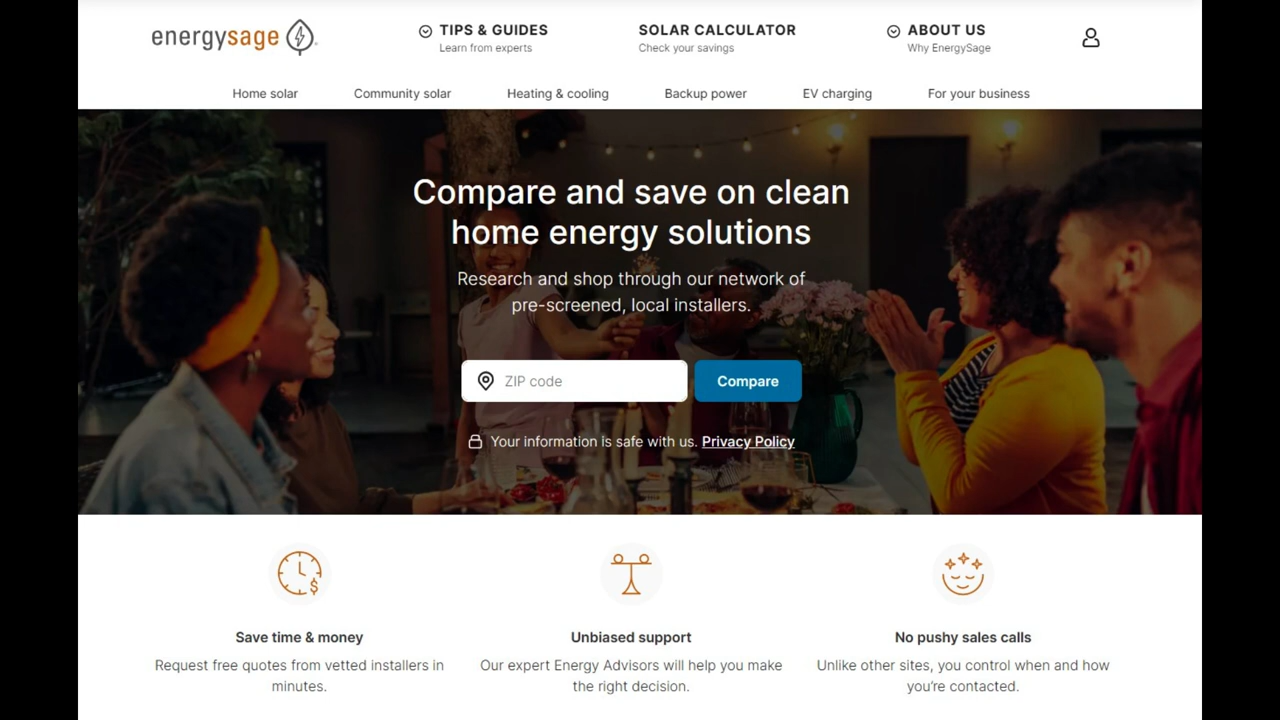 energysage
TIPS & GUIDES
Learn from experts
SOLAR CALCULATOR
Check your savings
ABOUT US
Why EnergySage
Home solar
Community solar
Heating & cooling
Backup power
EV charging
For your business
Compare and save on clean
home energy solutions
Research and shop through our network of
pre-screened, local installers.
ZIP code
Compare
Your information is safe with us. Privacy Policy
Save time & money
Request free quotes from vetted installers in
minutes.
Unbiased support
Our expert Energy Advisors will help you make
the right decision.
No pushy sales calls
Unlike other sites, you control when and how
you’re contacted.